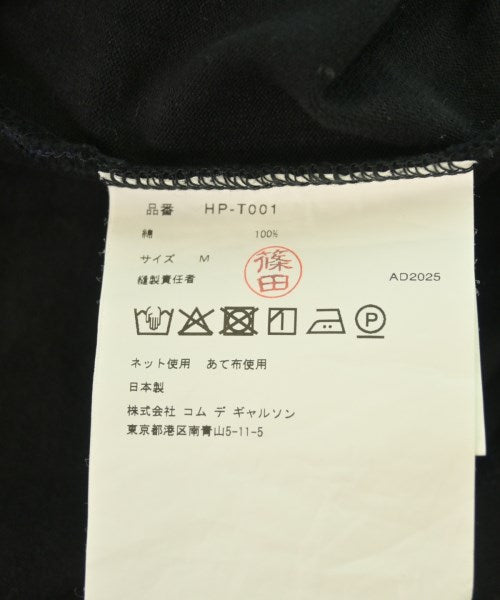 品番 HP-T001
綿 100%
サイズ M
篠田
縫製責任者 AD2025
P
ネット使用 あて布使用
日本製
株式会社 コム デ ギャルソン
東京都港区南青山5-11-5